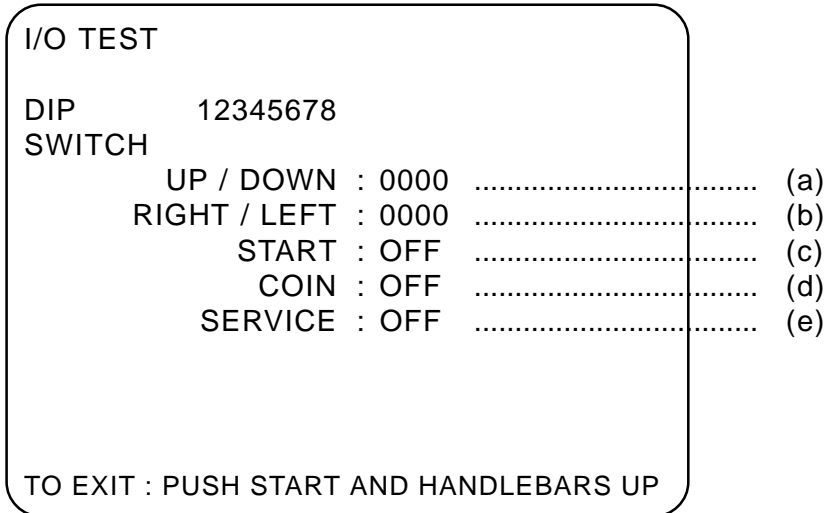 I/O TEST
DIP 12345678
SWITCH
UP / DOWN : 0000 .................................. (a)
RIGHT / LEFT : 0000 .................................. (b)
START : OFF .................................. (c)
COIN : OFF .................................. (d)
SERVICE : OFF .................................. (e)
TO EXIT : PUSH START AND HANDLEBARS UP